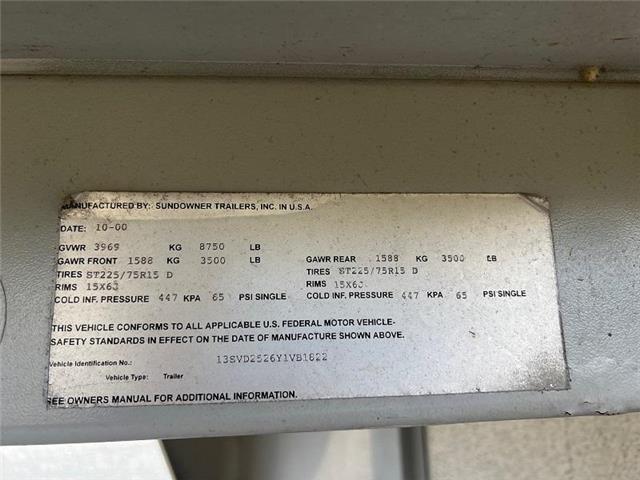 MANUFACTURED BY: SUNDOWNER TRAILERS, INC. IN U.S.A.
DATE: 10-00
GVWR 3969 KG 8750 LB
GAWR FRONT 1588 KG 3500 LB GAWR REAR 1588 KG 3500 LB
TIRES ST225/75R15 D TIRES ST225/75R15 D
RIMS 15X6J RIMS 15X6J
COLD INF. PRESSURE 447 KPA 65 PSI SINGLE COLD INF. PRESSURE 447 KPA 65 PSI SINGLE
THIS VEHICLE CONFORMS TO ALL APPLICABLE U.S. FEDERAL MOTOR VEHICLE-
SAFETY STANDARDS IN EFFECT ON THE DATE OF MANUFACTURE SHOWN ABOVE.
Vehicle Identification No.: 13SVD2526Y1VB1822
Vehicle Type: Trailer
SEE OWNERS MANUAL FOR ADDITIONAL INFORMATION.